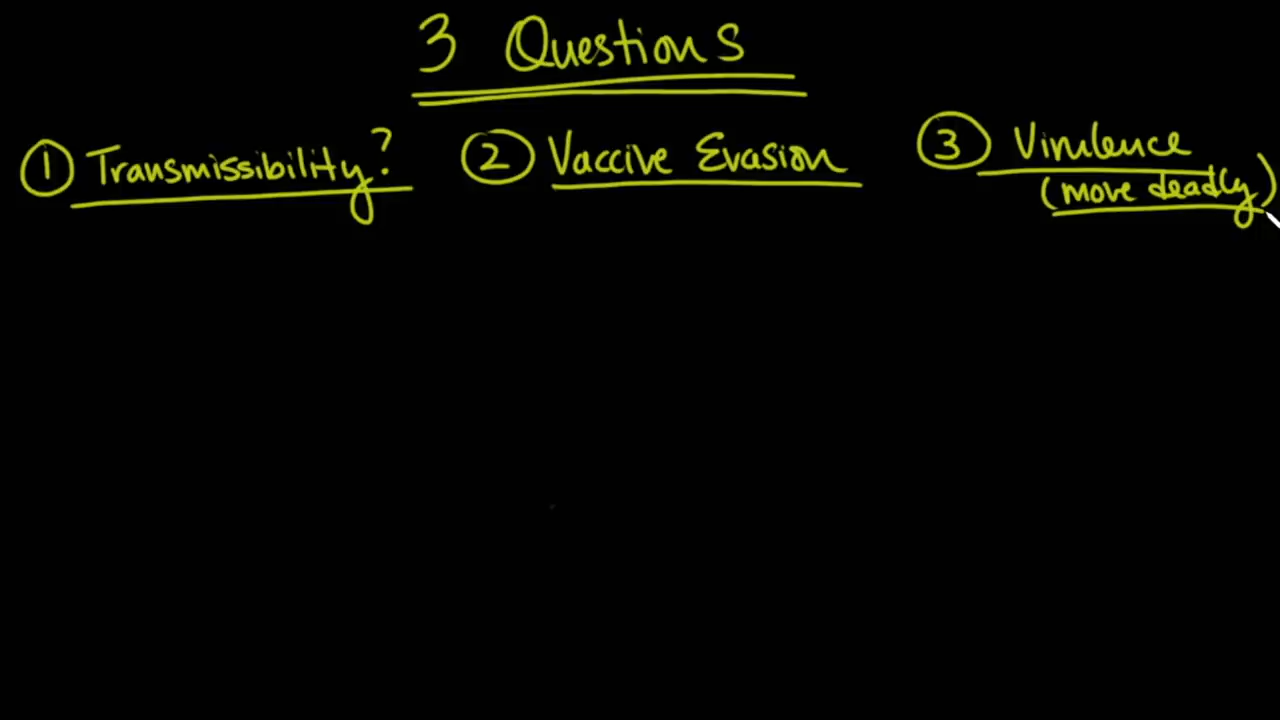 3 Questions
① Transmissibility? ② Vaccive Evasion ③ Virulence
(move deadly)